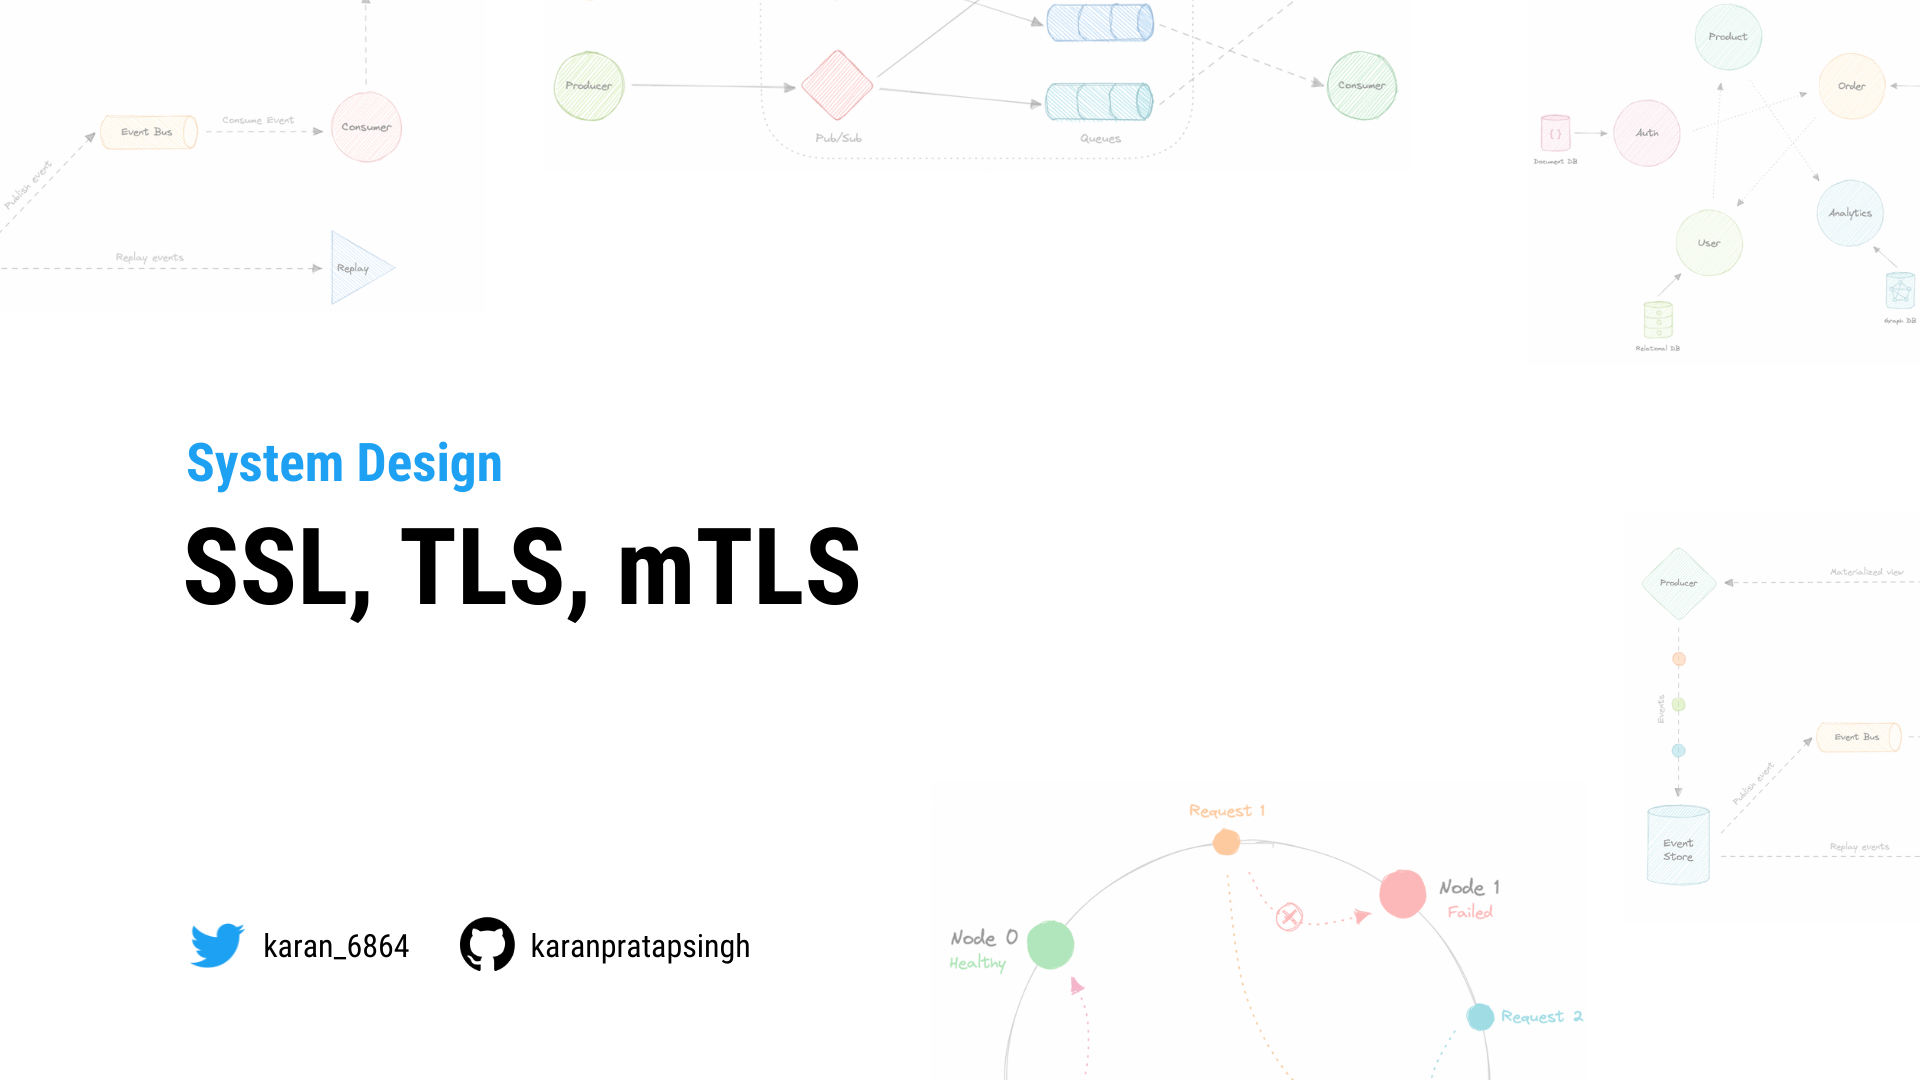 Event Bus
Consume Event
Consumer
Publish event
Replay events
Replay
Producer
Pub/Sub
Queues
Consumer
Product
Order
Document DB
Auth
Analytics
User
Graph DB
Relational DB
System Design
SSL, TLS, mTLS
karan_6864
karanpratapsingh
Producer
Materialized view
Events
Event Bus
Publish event
Event
Store
Replay events
Request 1
Node 1
Failed
Node 0
Healthy
Request 2